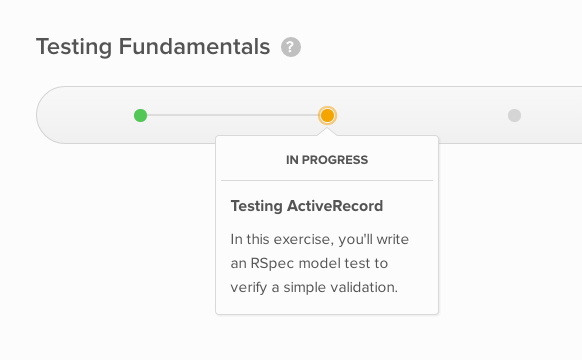 Testing Fundamentals ?
IN PROGRESS
Testing ActiveRecord
In this exercise, you'll write
an RSpec model test to
verify a simple validation.